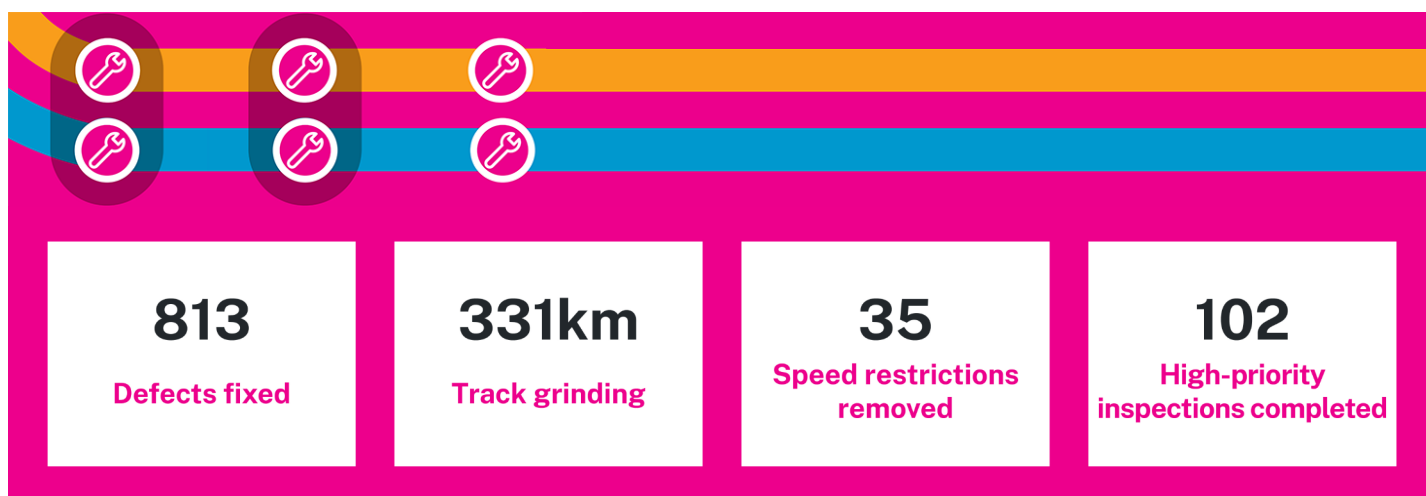 813
Defects fixed
331km
Track grinding
35
Speed restrictions
removed
102
High-priority
inspections completed